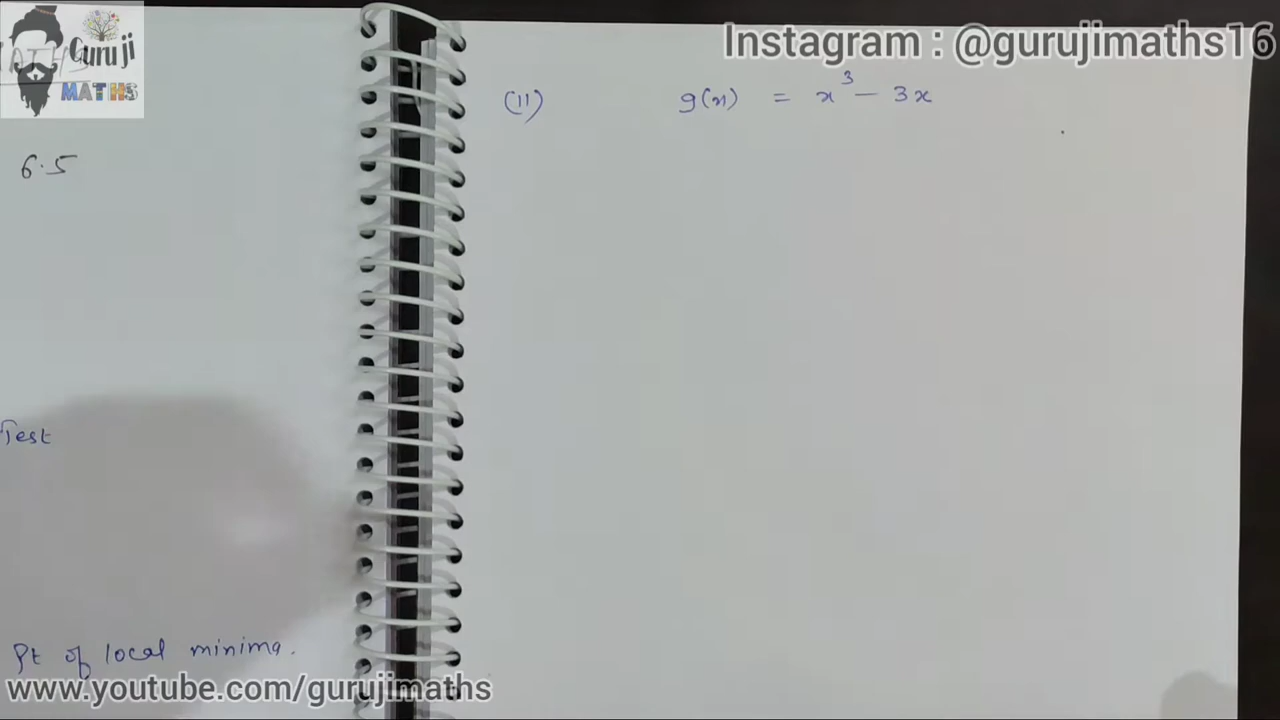 Guru ji
MATHS
Instagram : @gurujimaths16
6.5
Test
Pt of local minima.
(ii) g(x) = x³ - 3x
www.youtube.com/gurujimaths